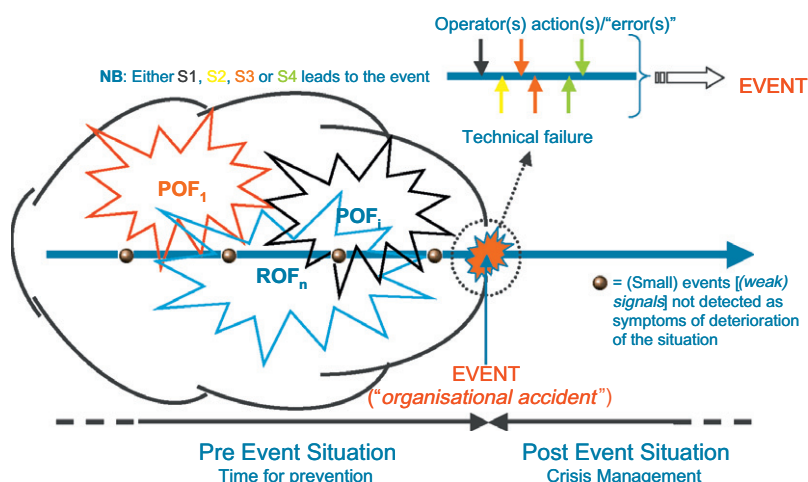 Operator(s) action(s)/“error(s)”
NB: Either S1, S2, S3 or S4 leads to the event
EVENT
Technical failure
POF1
POFi
ROFn
= (Small) events [(weak)
signals] not detected as
symptoms of deterioration
of the situation
EVENT
(“organisational accident”)
Pre Event Situation
Time for prevention
Post Event Situation
Crisis Management